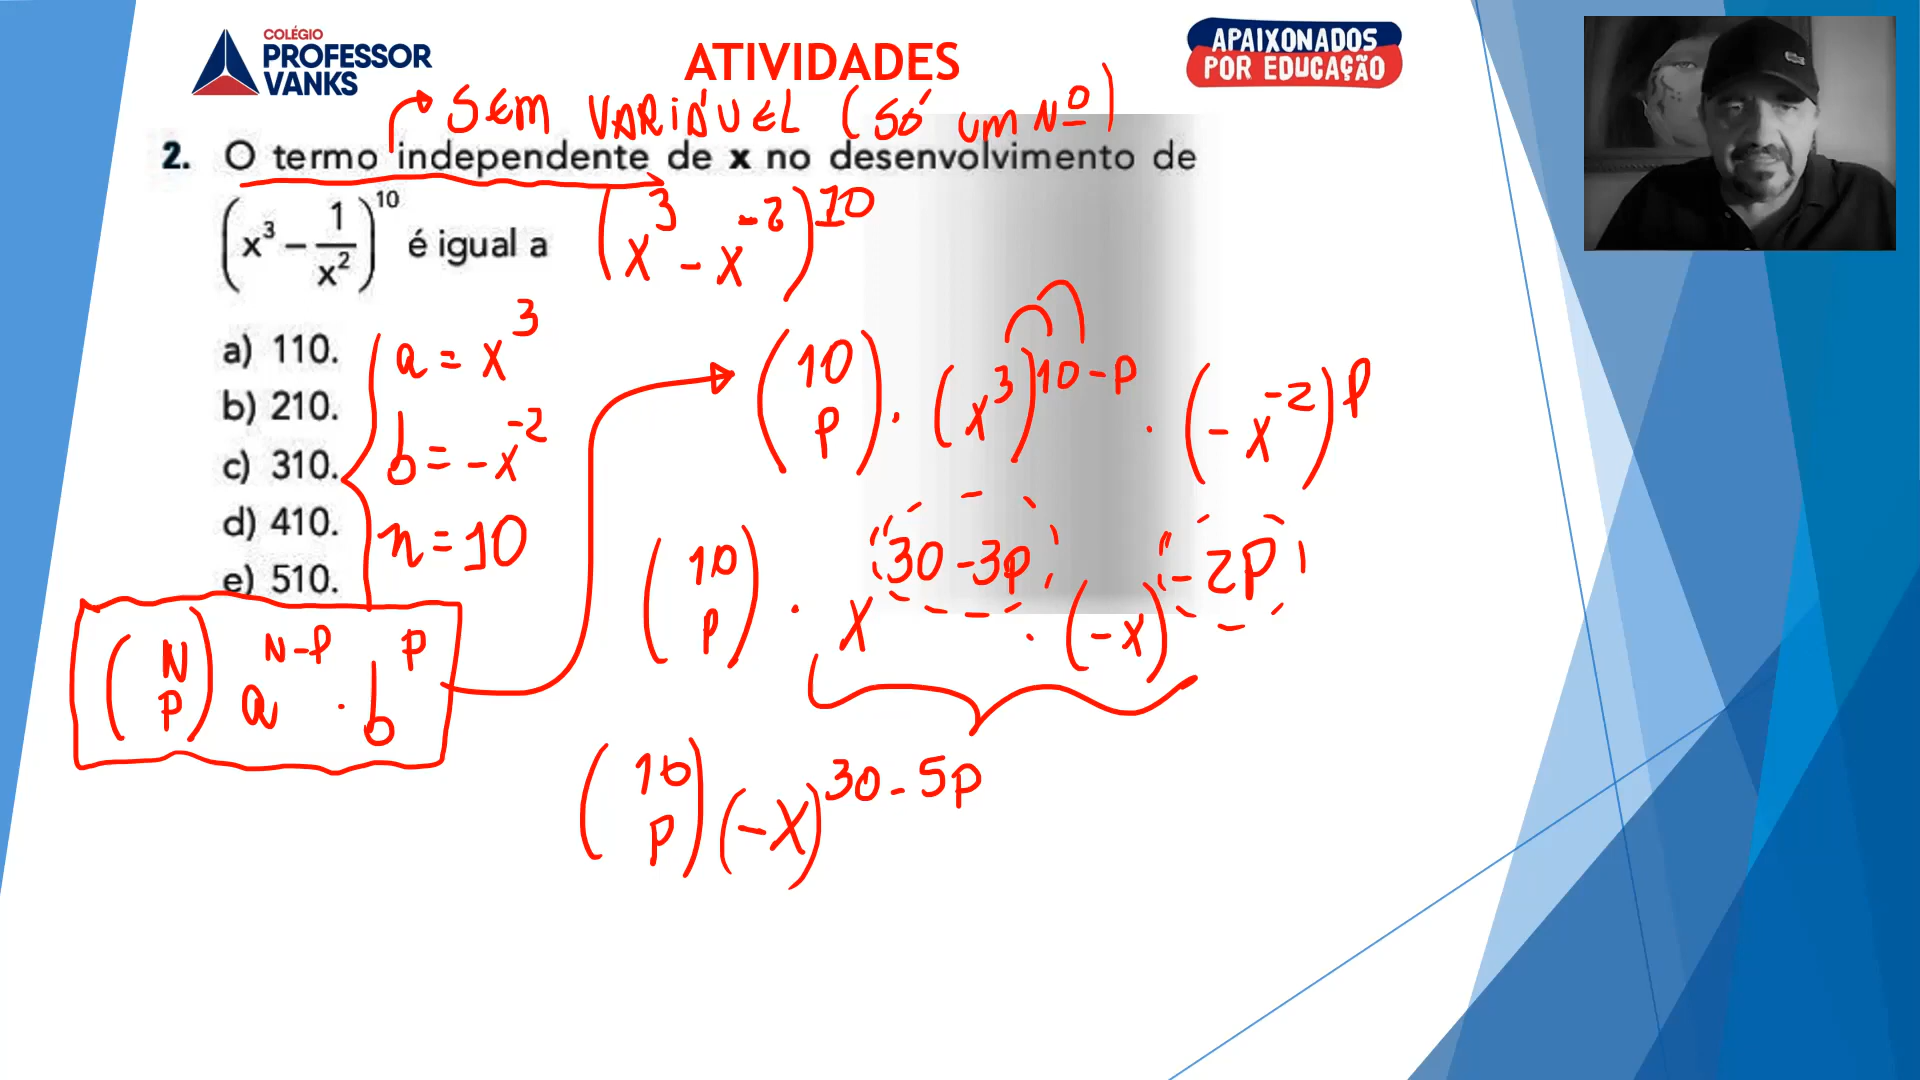 COLÉGIO
PROFESSOR
VANKS
ATIVIDADES
APAIXONADOS
POR EDUCAÇÃO
SEM VARIÁVEL (SÓ UM Nº)
2. O termo independente de x no desenvolvimento de
(x³ − 1/x²)¹⁰ é igual a
(x³ − x⁻²)¹⁰
a) 110.
b) 210.
c) 310.
d) 410.
e) 510.
a = x³
b = −x⁻²
n = 10
(N P) a^(N−P) · b^P
(10 P) · (x³)^(10−P) · (−x⁻²)^P
(10 P) · x^(30−3P) · (−x)^(−2P)
(10 P) (−x)^(30−5P)